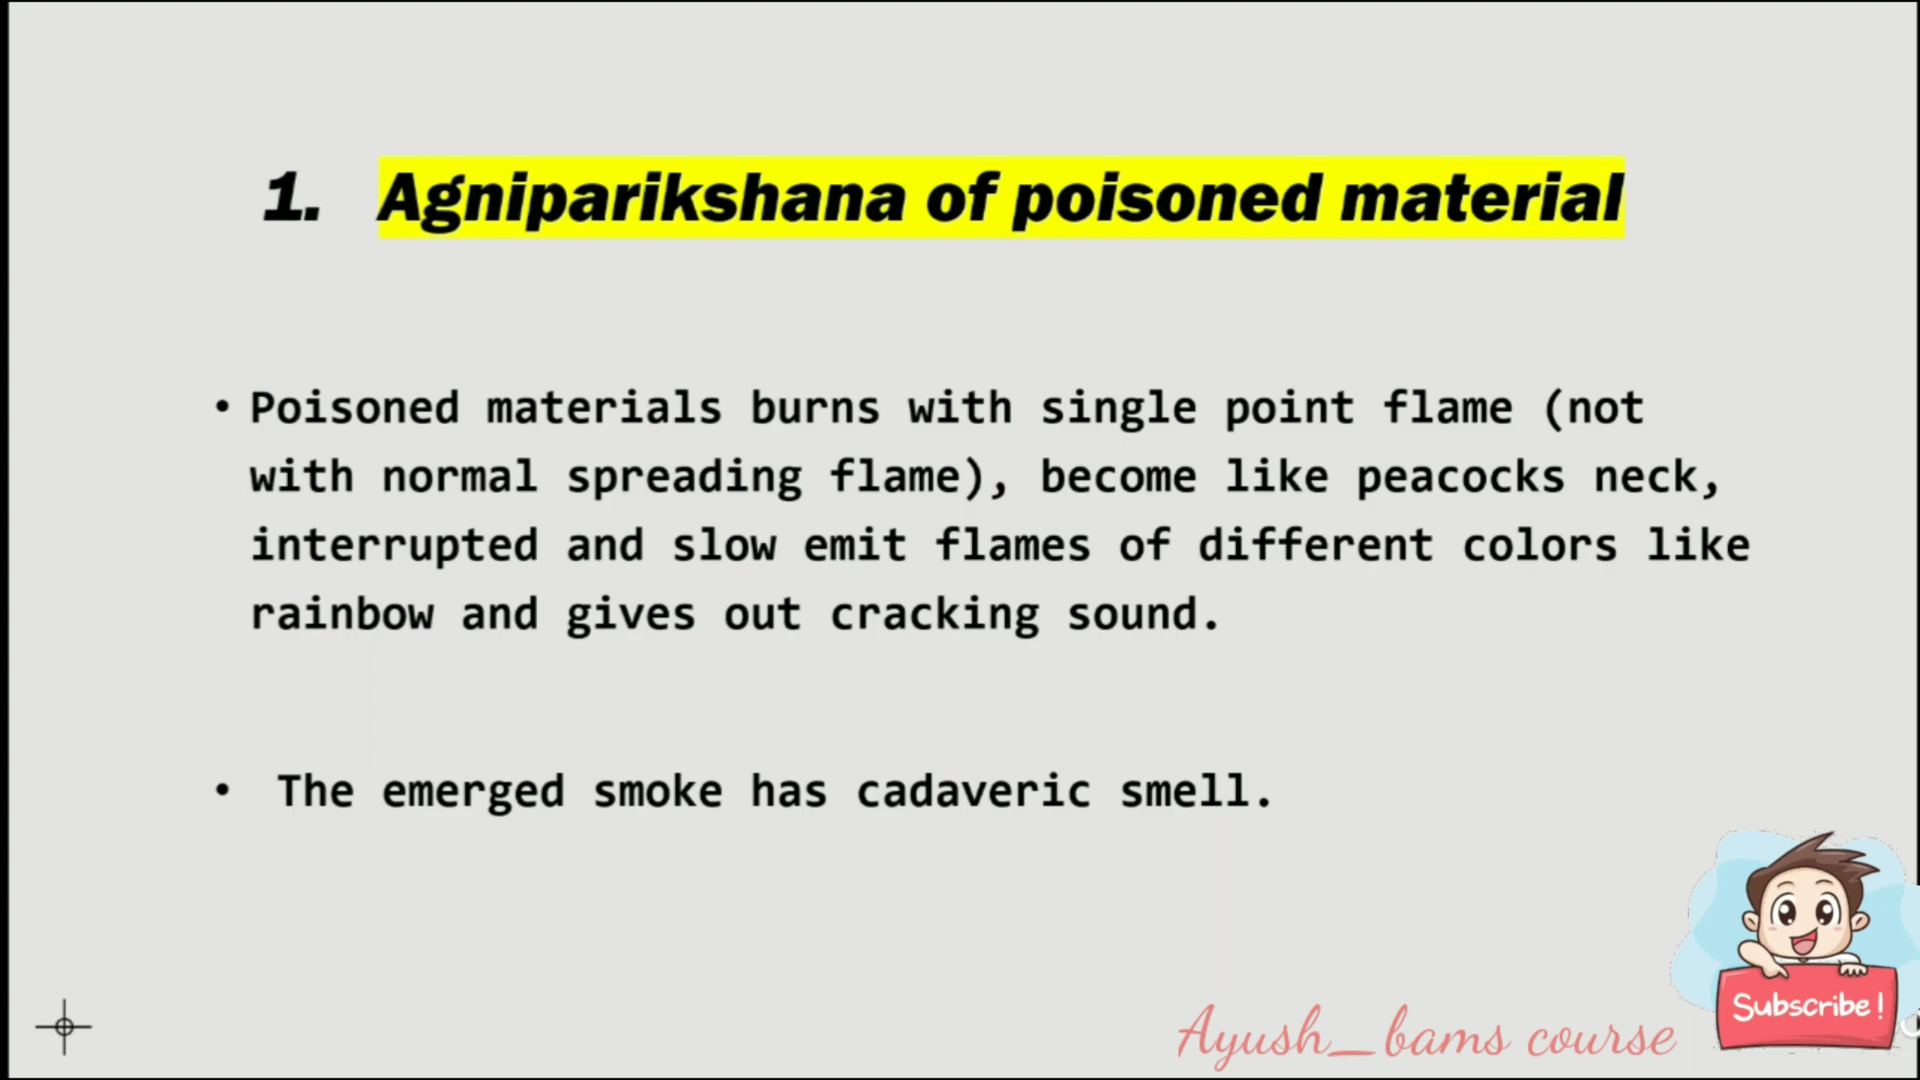 1. Agniparikshana of poisoned material
• Poisoned materials burns with single point flame (not
with normal spreading flame), become like peacocks neck,
interrupted and slow emit flames of different colors like
rainbow and gives out cracking sound.
• The emerged smoke has cadaveric smell.
Subscribe!
Ayush_bams course